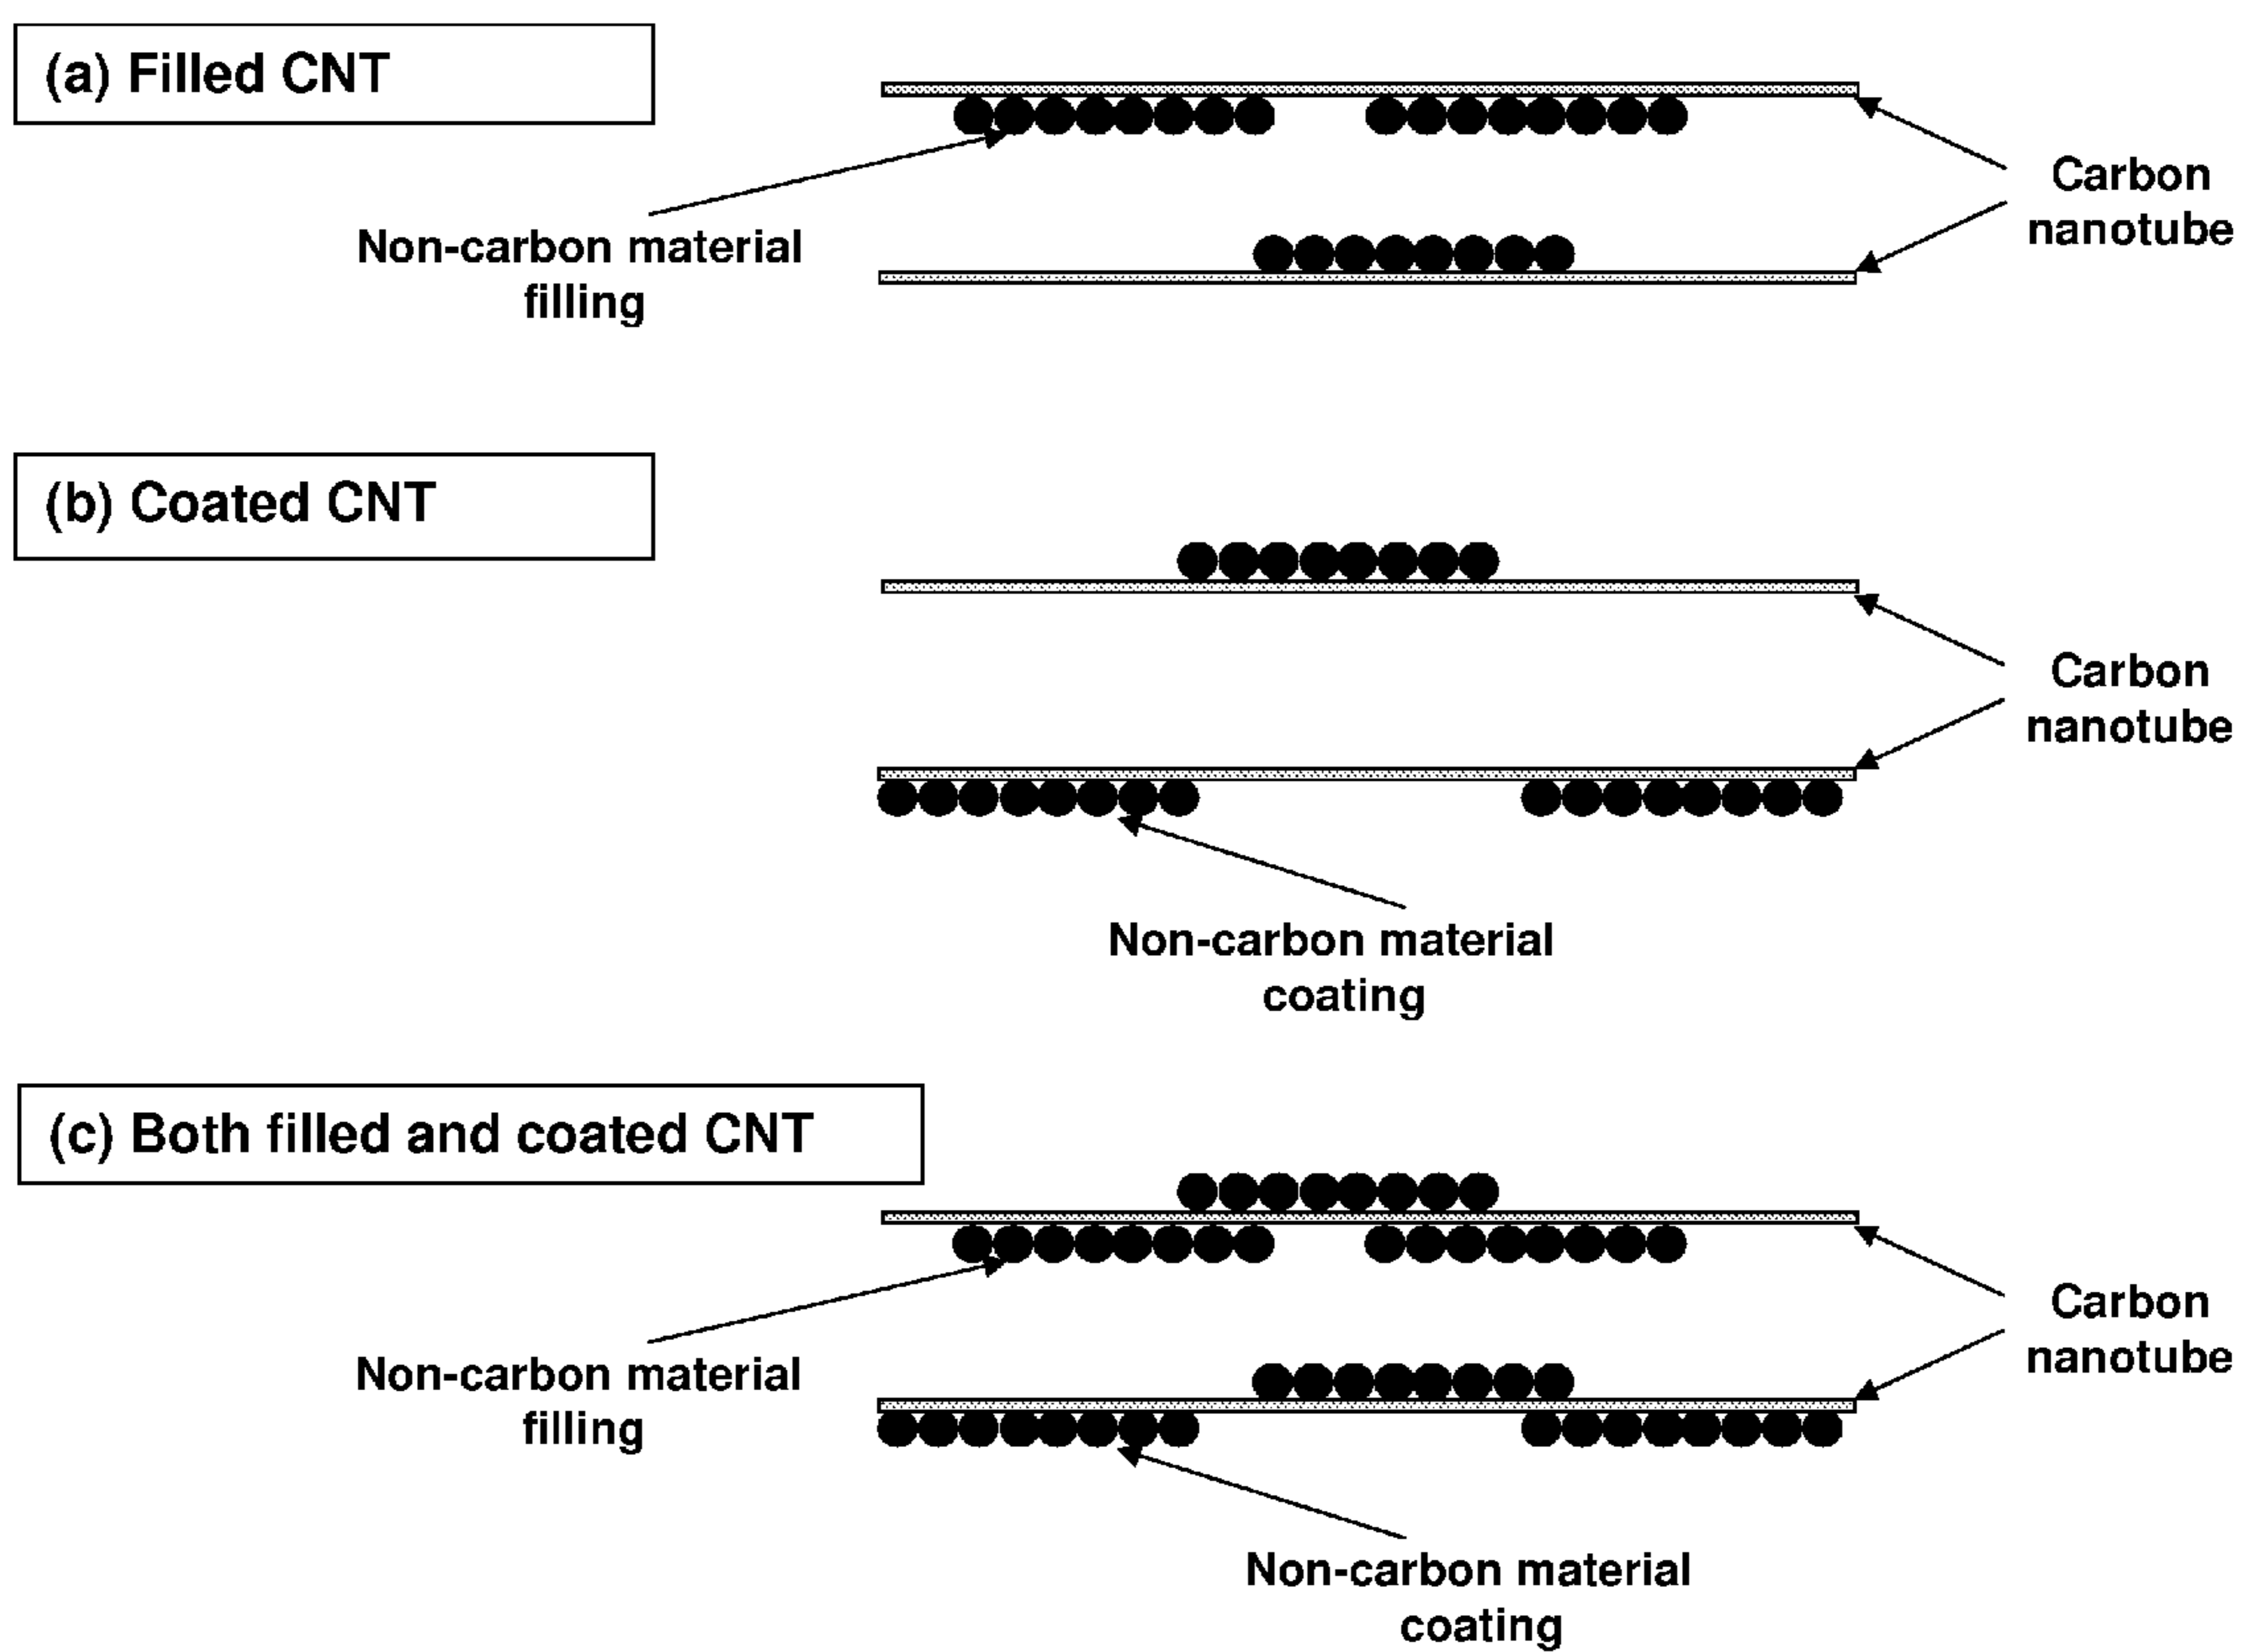 (a) Filled CNT
Carbon
nanotube
Non-carbon material
filling
(b) Coated CNT
Carbon
nanotube
Non-carbon material
coating
(c) Both filled and coated CNT
Carbon
nanotube
Non-carbon material
filling
Non-carbon material
coating